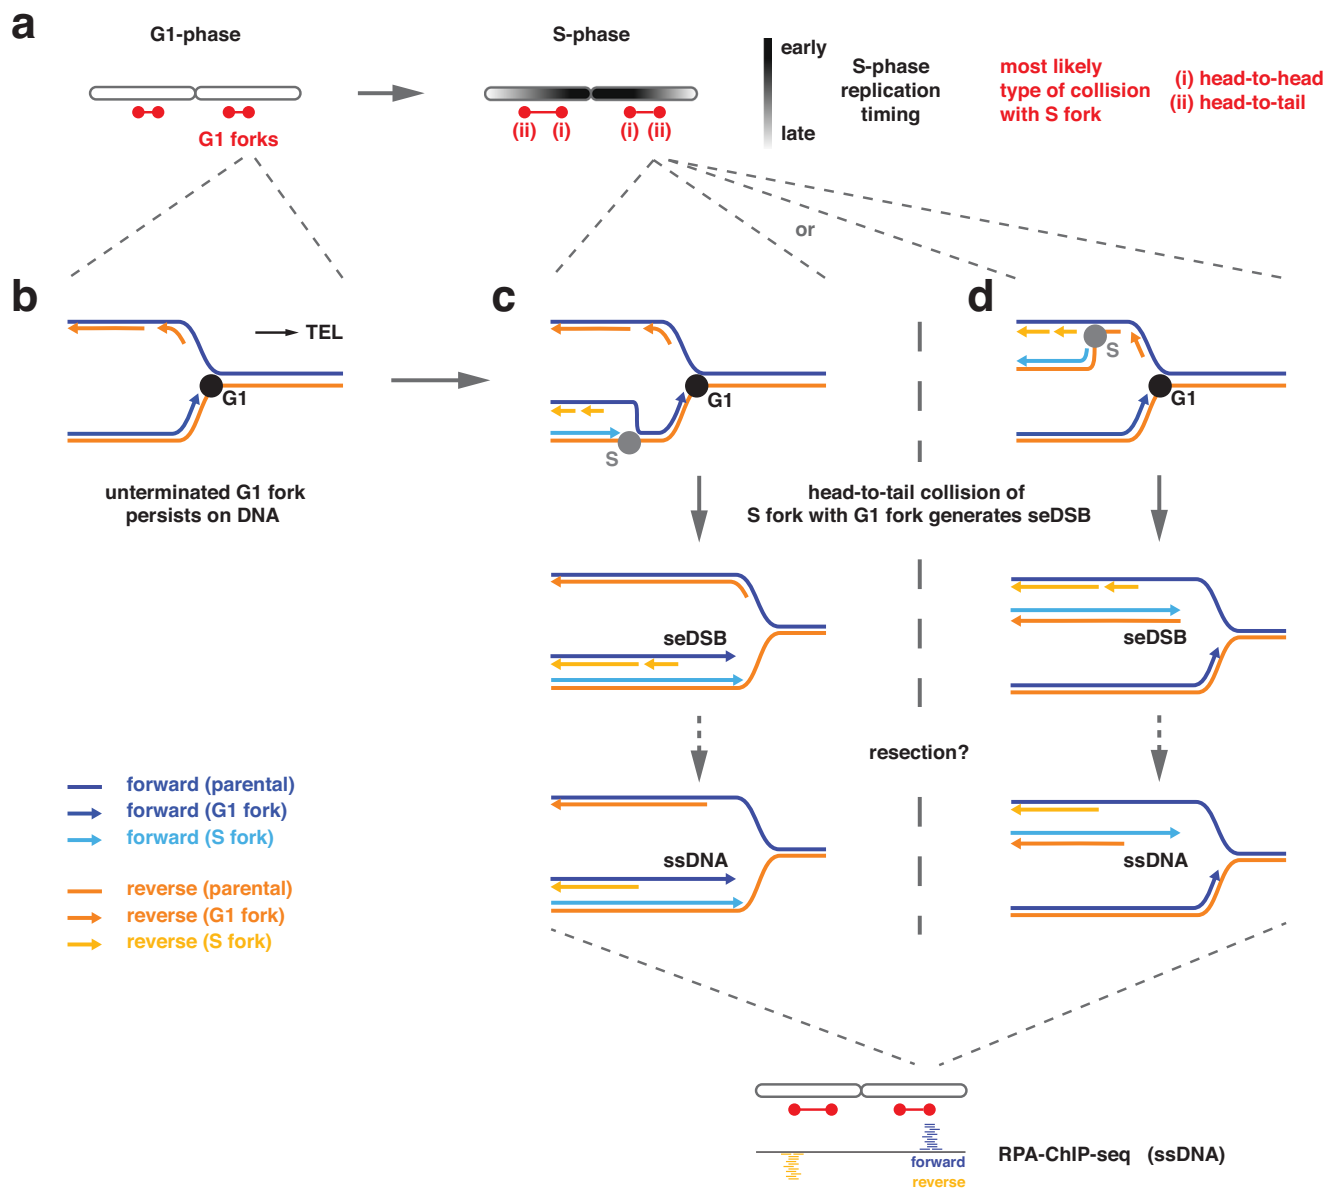 a
G1-phase
S-phase
early
late
S-phase
replication
timing
most likely
type of collision
with S fork
(i) head-to-head
(ii) head-to-tail
G1 forks
(ii) (i) (i) (ii)
or
b
TEL
G1
unterminated G1 fork
persists on DNA
c
G1
S
d
S
G1
head-to-tail collision of
S fork with G1 fork generates seDSB
seDSB
seDSB
resection?
ssDNA
ssDNA
forward (parental)
forward (G1 fork)
forward (S fork)
reverse (parental)
reverse (G1 fork)
reverse (S fork)
forward
reverse
RPA-ChIP-seq (ssDNA)